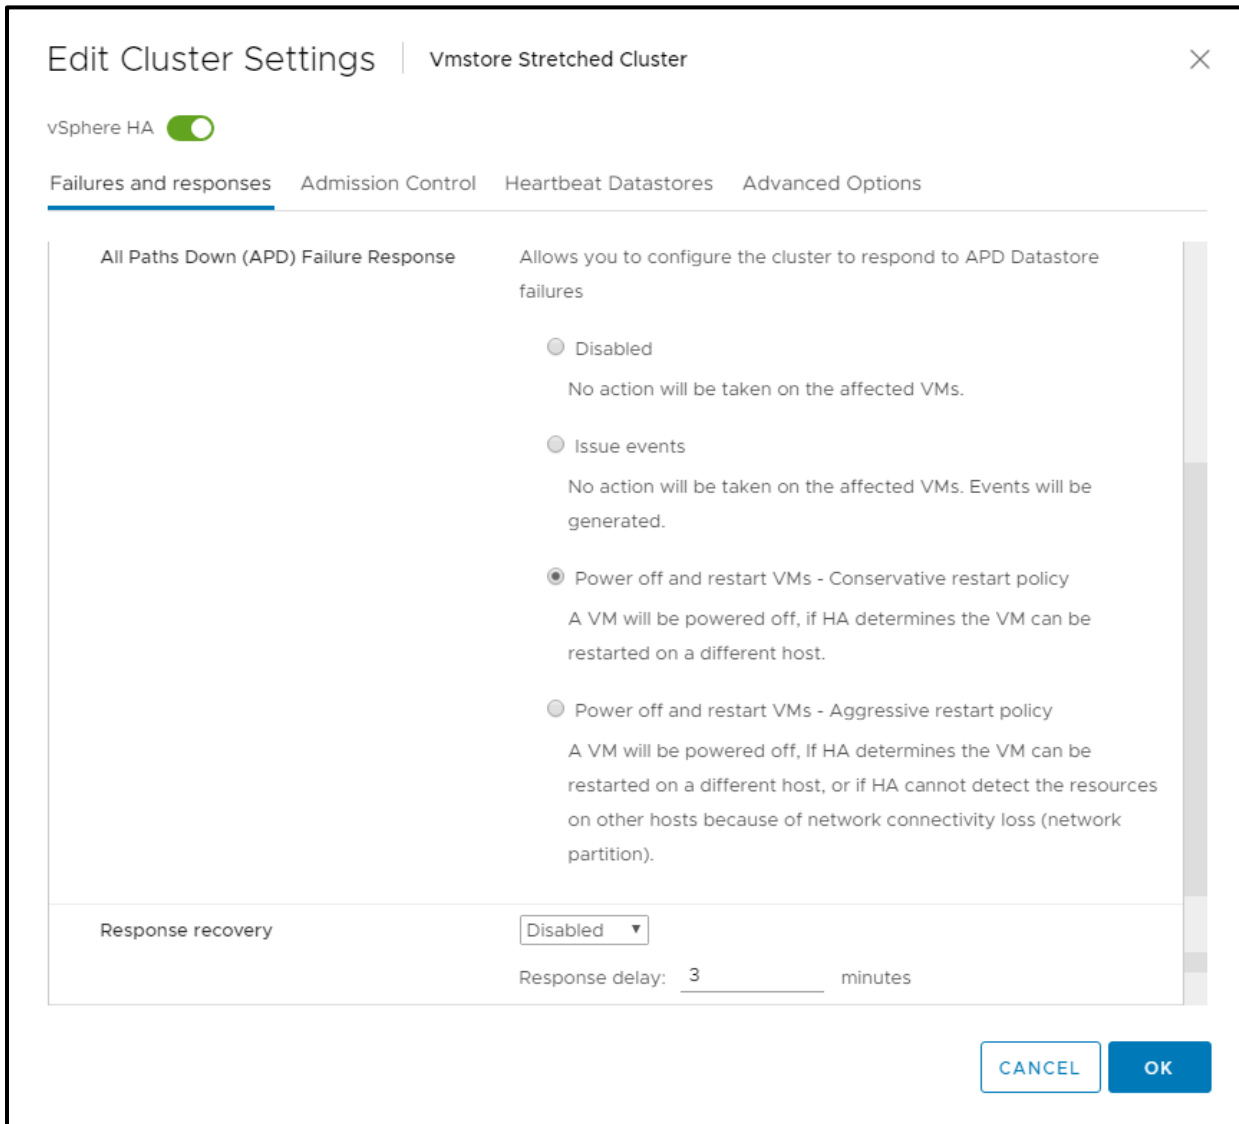 Edit Cluster Settings Vmstore Stretched Cluster
vSphere HA
Failures and responses Admission Control Heartbeat Datastores Advanced Options
All Paths Down (APD) Failure Response Allows you to configure the cluster to respond to APD Datastore
failures
Disabled
No action will be taken on the affected VMs.
Issue events
No action will be taken on the affected VMs. Events will be
generated.
Power off and restart VMs - Conservative restart policy
A VM will be powered off, if HA determines the VM can be
restarted on a different host.
Power off and restart VMs - Aggressive restart policy
A VM will be powered off, If HA determines the VM can be
restarted on a different host, or if HA cannot detect the resources
on other hosts because of network connectivity loss (network
partition).
Response recovery Disabled
Response delay: 3 minutes
CANCEL OK